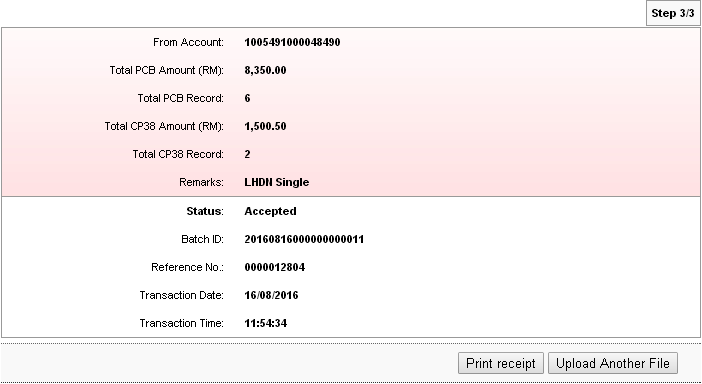 Step 3/3
From Account: 1005491000048490
Total PCB Amount (RM): 8,350.00
Total PCB Record: 6
Total CP38 Amount (RM): 1,500.50
Total CP38 Record: 2
Remarks: LHDN Single
Status: Accepted
Batch ID: 20160816000000000011
Reference No.: 0000012804
Transaction Date: 16/08/2016
Transaction Time: 11:54:34
Print receipt Upload Another File